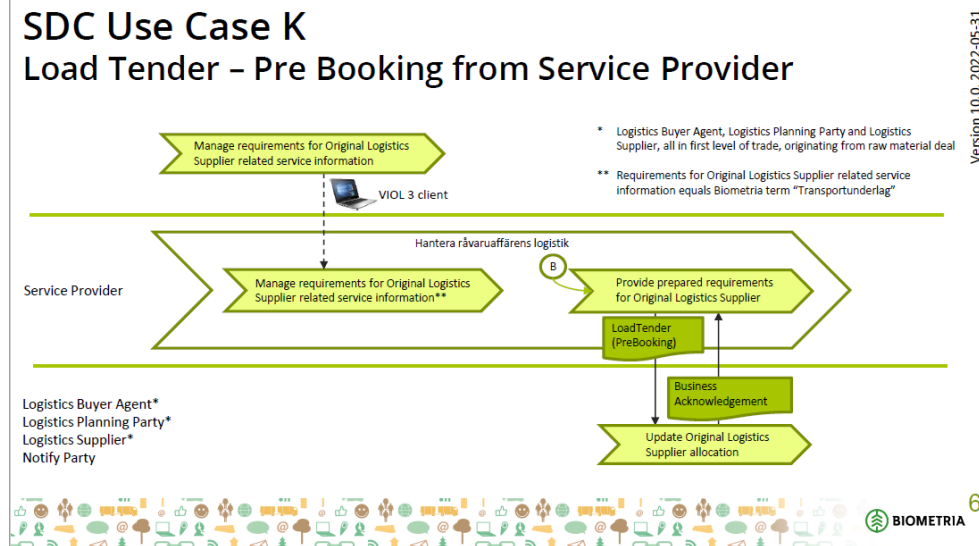 SDC Use Case K
Load Tender – Pre Booking from Service Provider
Version 10.0, 2022-05-31
Manage requirements for Original Logistics
Supplier related service information
* Logistics Buyer Agent, Logistics Planning Party and Logistics
Supplier, all in first level of trade, originating from raw material deal
** Requirements for Original Logistics Supplier related service
information equals Biometria term “Transportunderlag”
VIOL 3 client
Hantera råvaruaffärens logistik
B
Service Provider
Manage requirements for Original Logistics
Supplier related service information**
Provide prepared requirements
for Original Logistics Supplier
LoadTender
(PreBooking)
Business
Acknowledgement
Logistics Buyer Agent*
Logistics Planning Party*
Logistics Supplier*
Notify Party
Update Original Logistics
Supplier allocation
BIOMETRIA
6